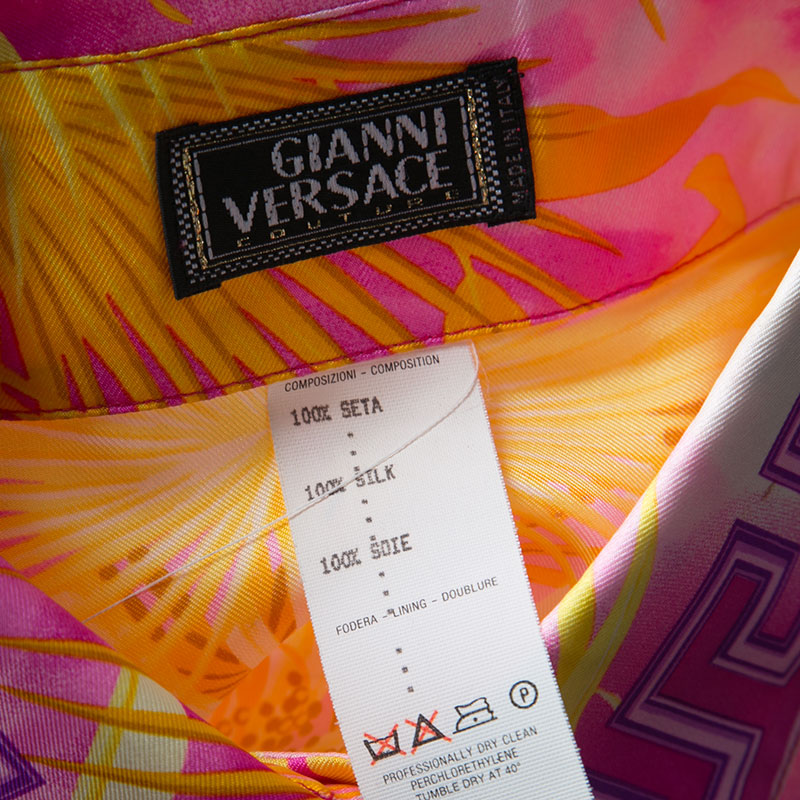 GIANNI
VERSACE
COUTURE
MADE IN ITALY
COMPOSIZIONI - COMPOSITION
100% SETA
100% SILK
100% SOIE
FODERA - LINING - DOUBLURE
P
PROFESSIONALLY DRY CLEAN
PERCHLORETHYLENE
TUMBLE DRY AT 40°